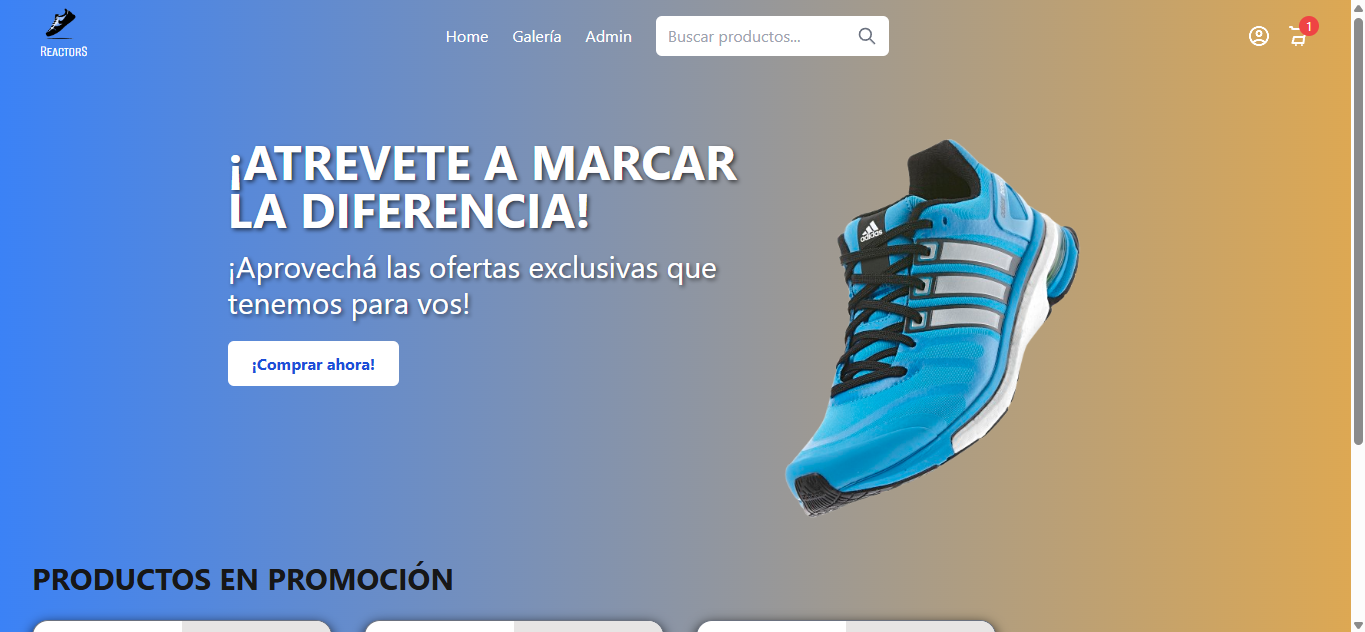 REACTORS
Home Galería Admin Buscar productos... 1
¡ATREVETE A MARCAR
LA DIFERENCIA!
¡Aprovechá las ofertas exclusivas que
tenemos para vos!
¡Comprar ahora!
adidas
PRODUCTOS EN PROMOCIÓN